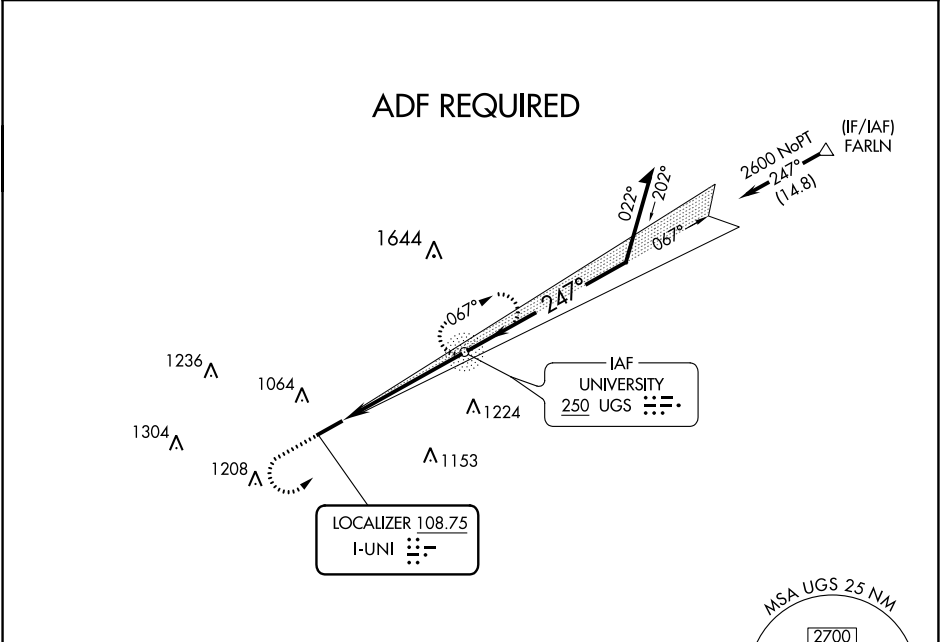 ADF REQUIRED
(IF/IAF)
FARLN
2600 NoPT
247°
(14.8)
022°
202°
067°
1644
247°
067°
IAF
UNIVERSITY
250 UGS
1236
1064
1224
1304
1153
1208
LOCALIZER 108.75
I-UNI
MSA UGS 25 NM
2700